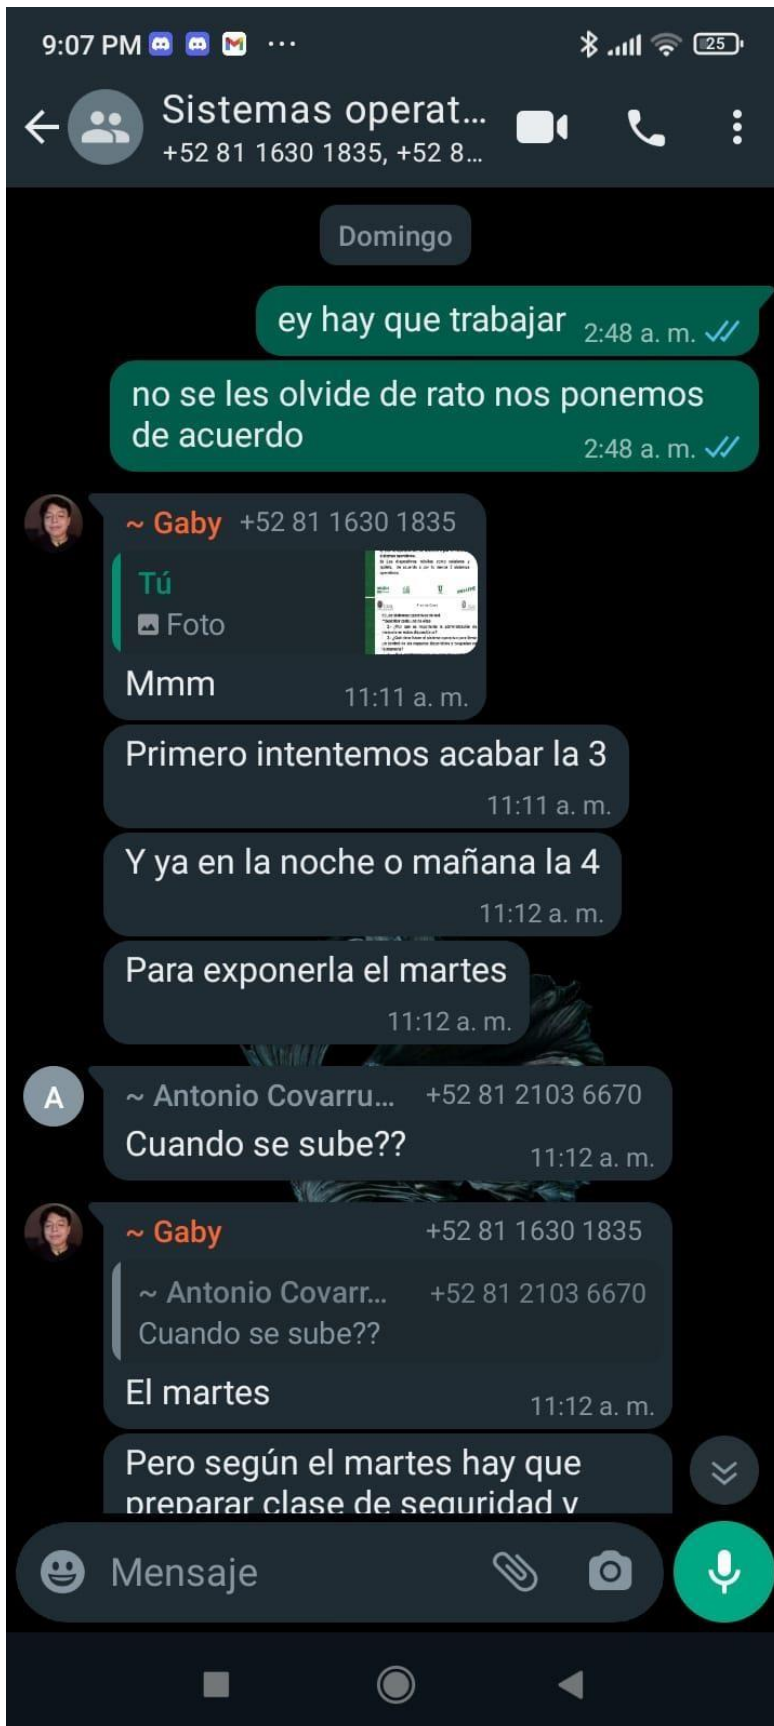 9:07 PM
25
Sistemas operat...
+52 81 1630 1835, +52 8...
Domingo
ey hay que trabajar 2:48 a. m.
no se les olvide de rato nos ponemos
de acuerdo 2:48 a. m.
~ Gaby +52 81 1630 1835
Tú
Foto
Mmm 11:11 a. m.
Primero intentemos acabar la 3
11:11 a. m.
Y ya en la noche o mañana la 4
11:12 a. m.
Para exponerla el martes
11:12 a. m.
A
~ Antonio Covarru... +52 81 2103 6670
Cuando se sube?? 11:12 a. m.
~ Gaby +52 81 1630 1835
~ Antonio Covarr... +52 81 2103 6670
Cuando se sube??
El martes 11:12 a. m.
Pero según el martes hay que
preparar clase de seguridad y
Mensaje